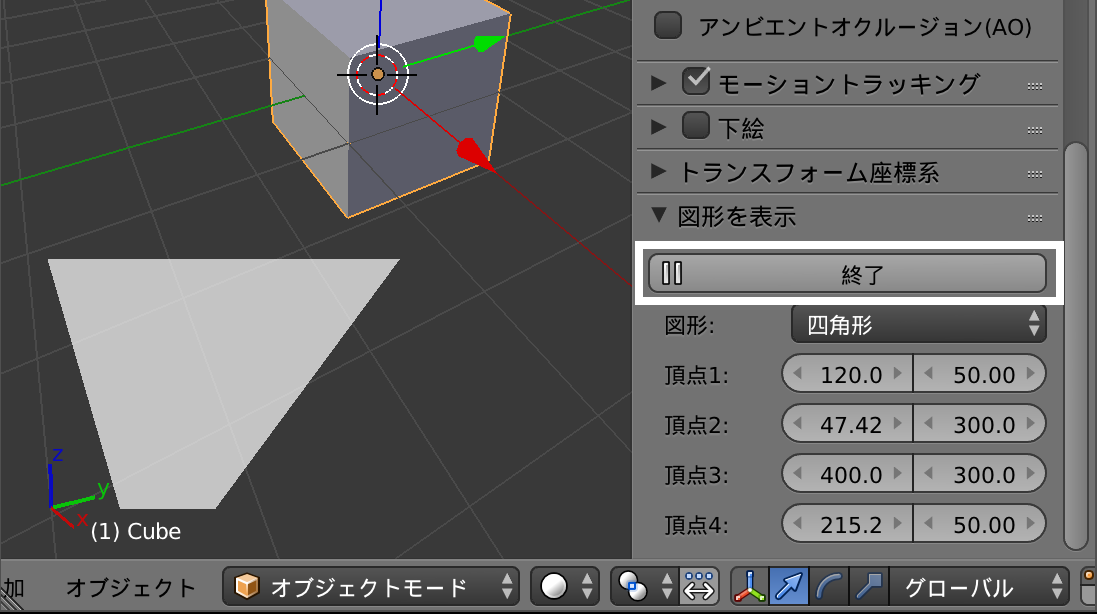 アンビエントオクルージョン(AO)
モーショントラッキング
下絵
トランスフォーム座標系
図形を表示
終了
図形: 四角形
頂点1: 120.0 50.00
頂点2: 47.42 300.0
頂点3: 400.0 300.0
頂点4: 215.2 50.00
z
y
x
(1) Cube
加 オブジェクト オブジェクトモード グローバル